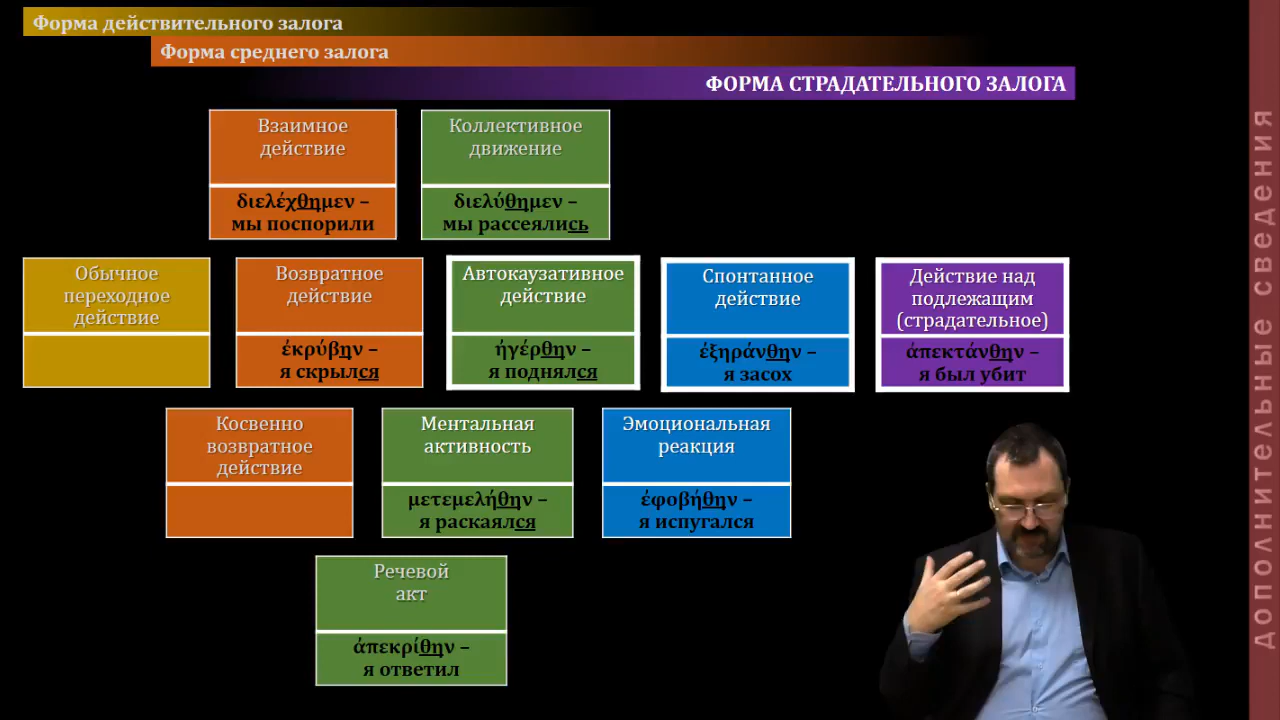 Форма действительного залога
Форма среднего залога
ФОРМА СТРАДАТЕЛЬНОГО ЗАЛОГА
Взаимное
действие
διελέχθημεν –
мы поспорили
Коллективное
движение
διελύθημεν –
мы рассеялись
Обычное
переходное
действие
Возвратное
действие
ἐκρύβην –
я скрылся
Автокаузативное
действие
ἠγέρθην –
я поднялся
Спонтанное
действие
ἐξηράνθην –
я засох
Действие над
подлежащим
(страдательное)
ἀπεκτάνθην –
я был убит
Косвенно
возвратное
действие
Ментальная
активность
μετεμελήθην –
я раскаялся
Эмоциональная
реакция
ἐφοβήθην –
я испугался
Речевой
акт
ἀπεκρίθην –
я ответил
дополнительные сведения